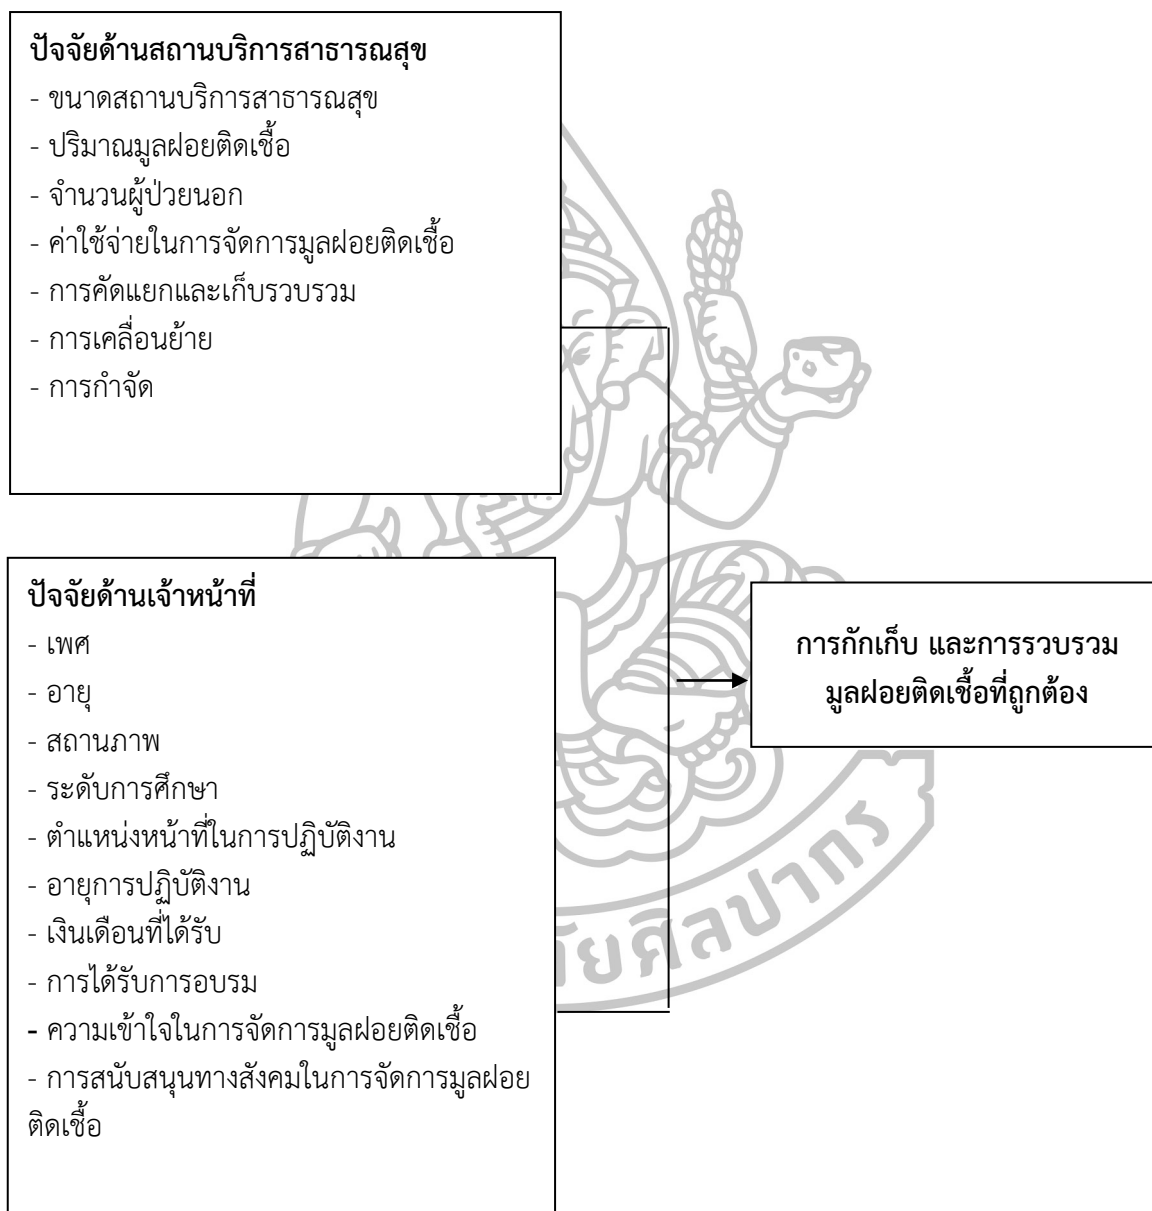 ปัจจัยด้านสถานบริการสาธารณสุข
- ขนาดสถานบริการสาธารณสุข
- ปริมาณมูลฝอยติดเชื้อ
- จำนวนผู้ป่วยนอก
- ค่าใช้จ่ายในการจัดการมูลฝอยติดเชื้อ
- การคัดแยกและเก็บรวบรวม
- การเคลื่อนย้าย
- การกำจัด
ปัจจัยด้านเจ้าหน้าที่
- เพศ
- อายุ
- สถานภาพ
- ระดับการศึกษา
- ตำแหน่งหน้าที่ในการปฏิบัติงาน
- อายุการปฏิบัติงาน
- เงินเดือนที่ได้รับ
- การได้รับการอบรม
- ความเข้าใจในการจัดการมูลฝอยติดเชื้อ
- การสนับสนุนทางสังคมในการจัดการมูลฝอย
ติดเชื้อ
การกักเก็บ และการรวบรวม
มูลฝอยติดเชื้อที่ถูกต้อง
ศิลปากร